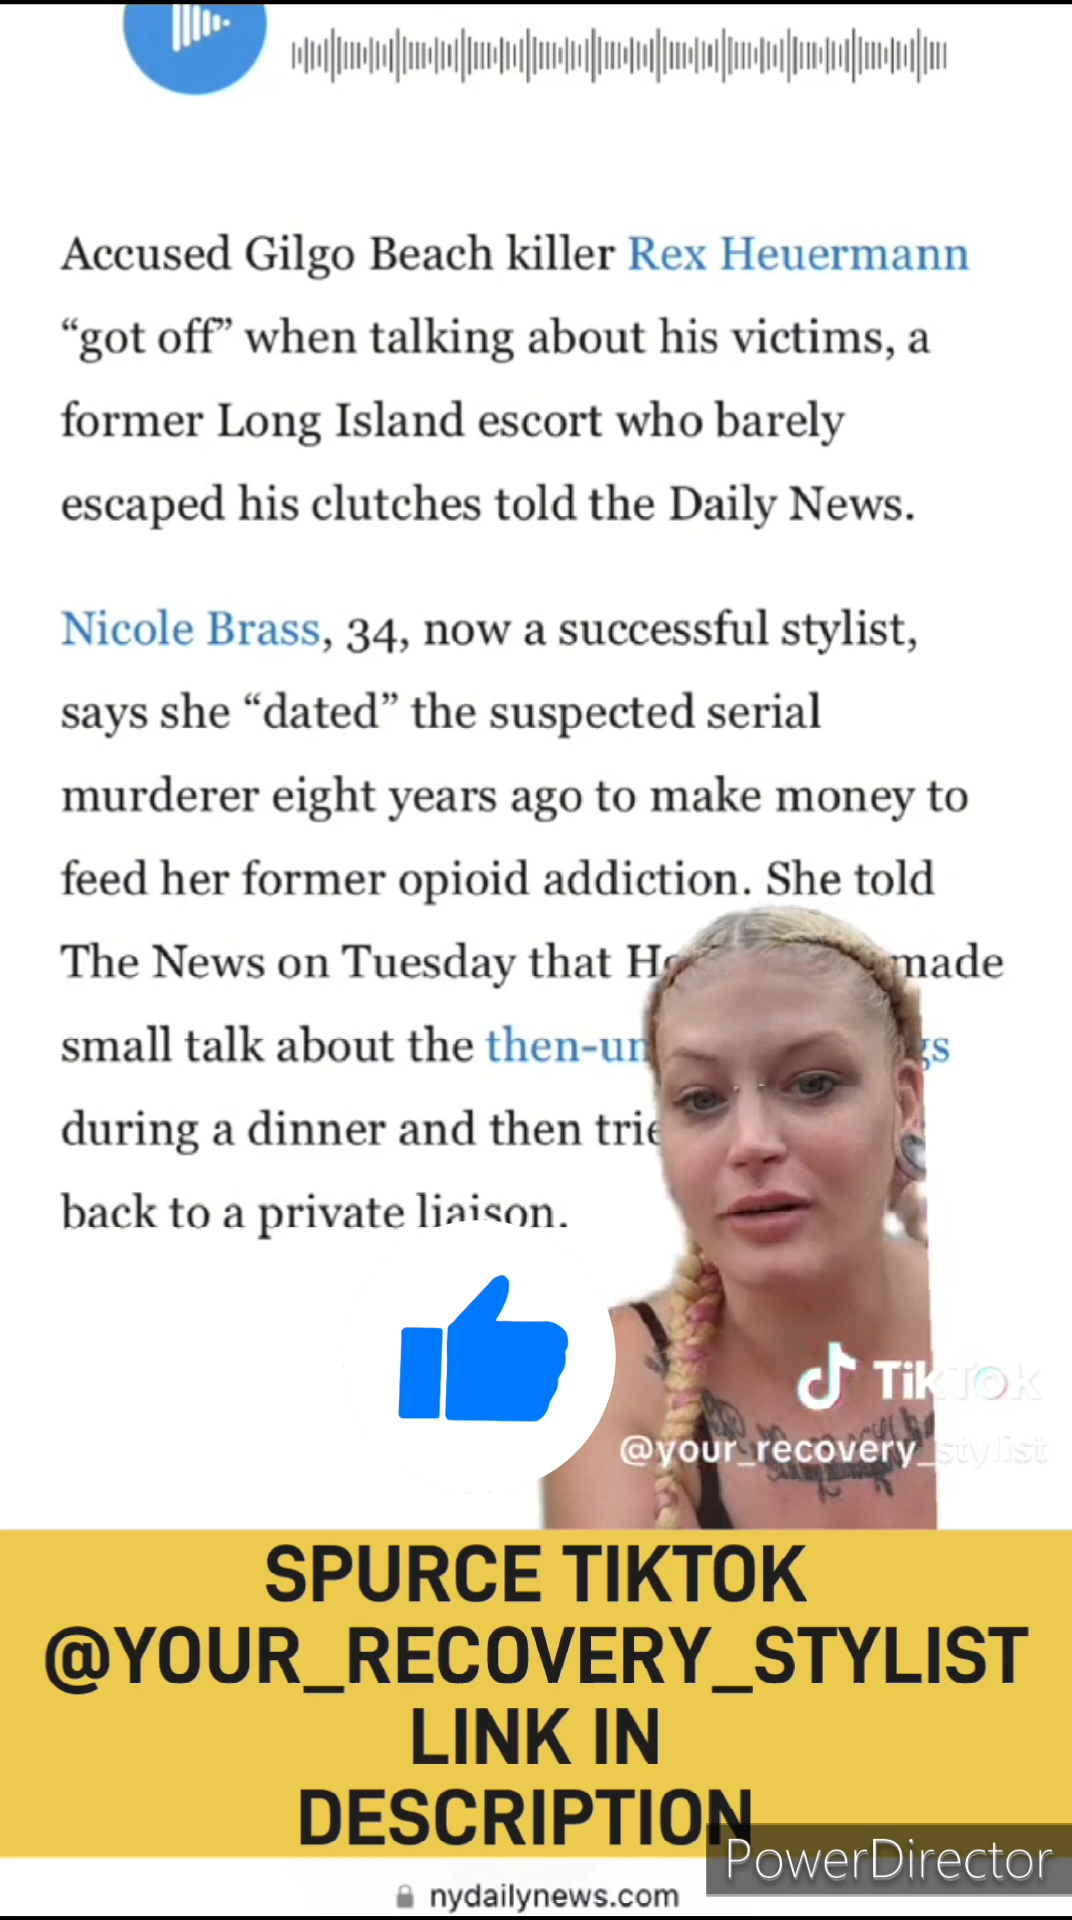 Accused Gilgo Beach killer Rex Heuermann
“got off” when talking about his victims, a
former Long Island escort who barely
escaped his clutches told the Daily News.
Nicole Brass, 34, now a successful stylist,
says she “dated” the suspected serial
murderer eight years ago to make money to
feed her former opioid addiction. She told
The News on Tuesday that made
small talk about the
during a dinner and then
back to a private liaison.
TikTok
@your_recovery_stylist
SPURCE TIKTOK
@YOUR_RECOVERY_STYLIST
LINK IN
DESCRIPTION
PowerDirector
nydailynews.com